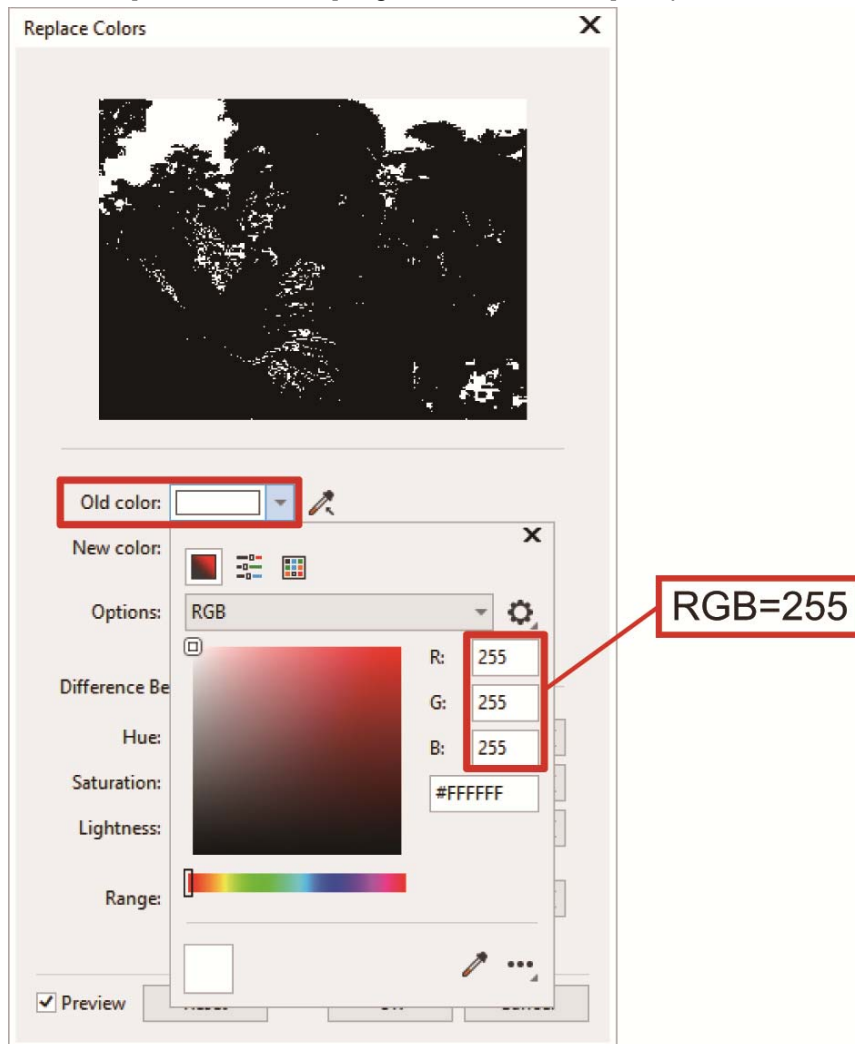 Replace Colors
Old color:
New color:
Options: RGB
R: 255
G: 255
B: 255
#FFFFFF
RGB=255
Difference Be
Hue:
Saturation:
Lightness:
Range:
Preview